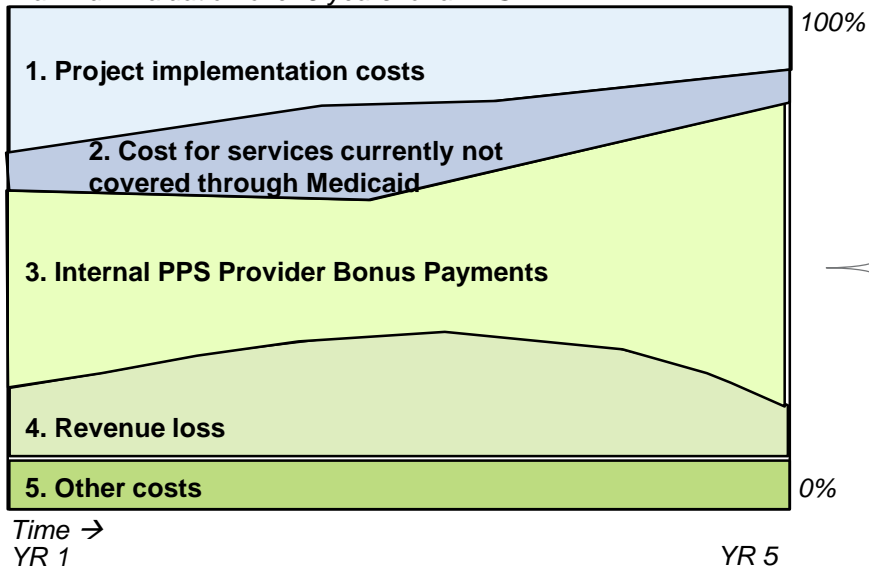 100%
1. Project implementation costs
2. Cost for services currently not
covered through Medicaid
3. Internal PPS Provider Bonus Payments
4. Revenue loss
5. Other costs
0%
Time →
YR 1
YR 5